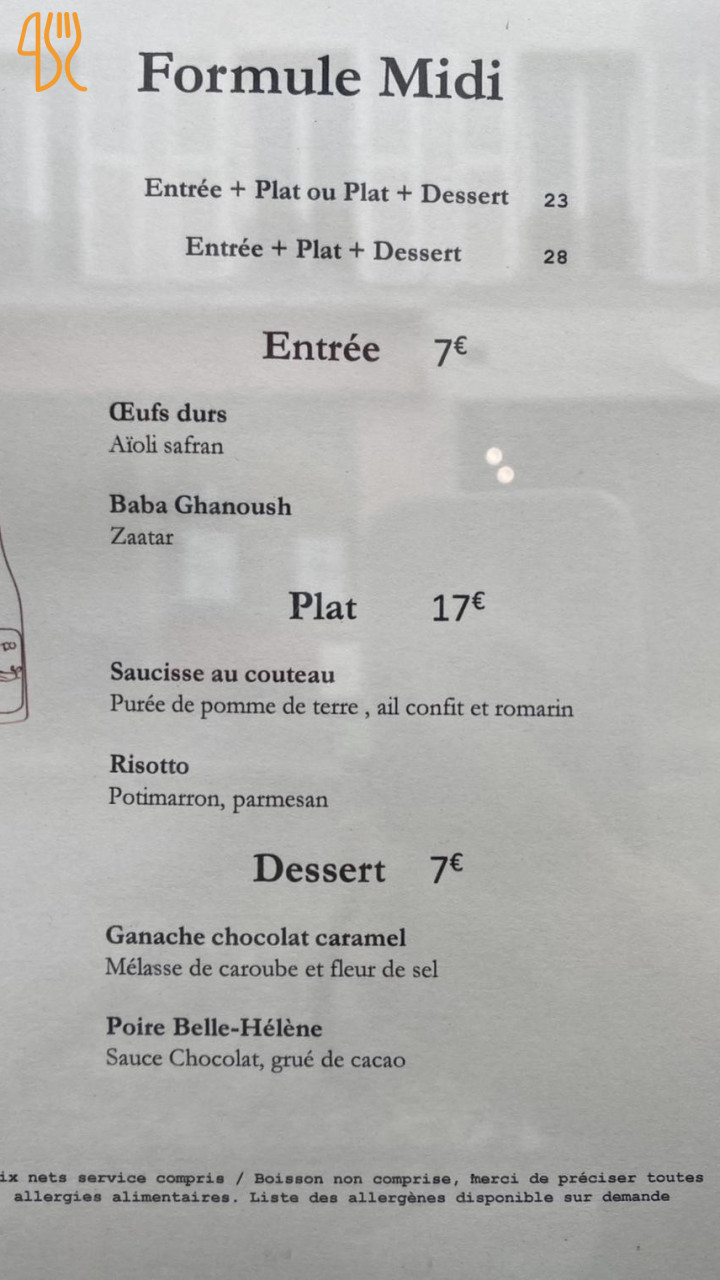 Formule Midi
Entrée + Plat ou Plat + Dessert 23
Entrée + Plat + Dessert 28
Entrée 7€
Œufs durs
Aïoli safran
Baba Ghanoush
Zaatar
Plat 17€
Saucisse au couteau
Purée de pomme de terre , ail confit et romarin
Risotto
Potimarron, parmesan
Dessert 7€
Ganache chocolat caramel
Mélasse de caroube et fleur de sel
Poire Belle-Hélène
Sauce Chocolat, grué de cacao
ix nets service compris / Boisson non comprise, merci de préciser toutes
allergies alimentaires. Liste des allergènes disponible sur demande